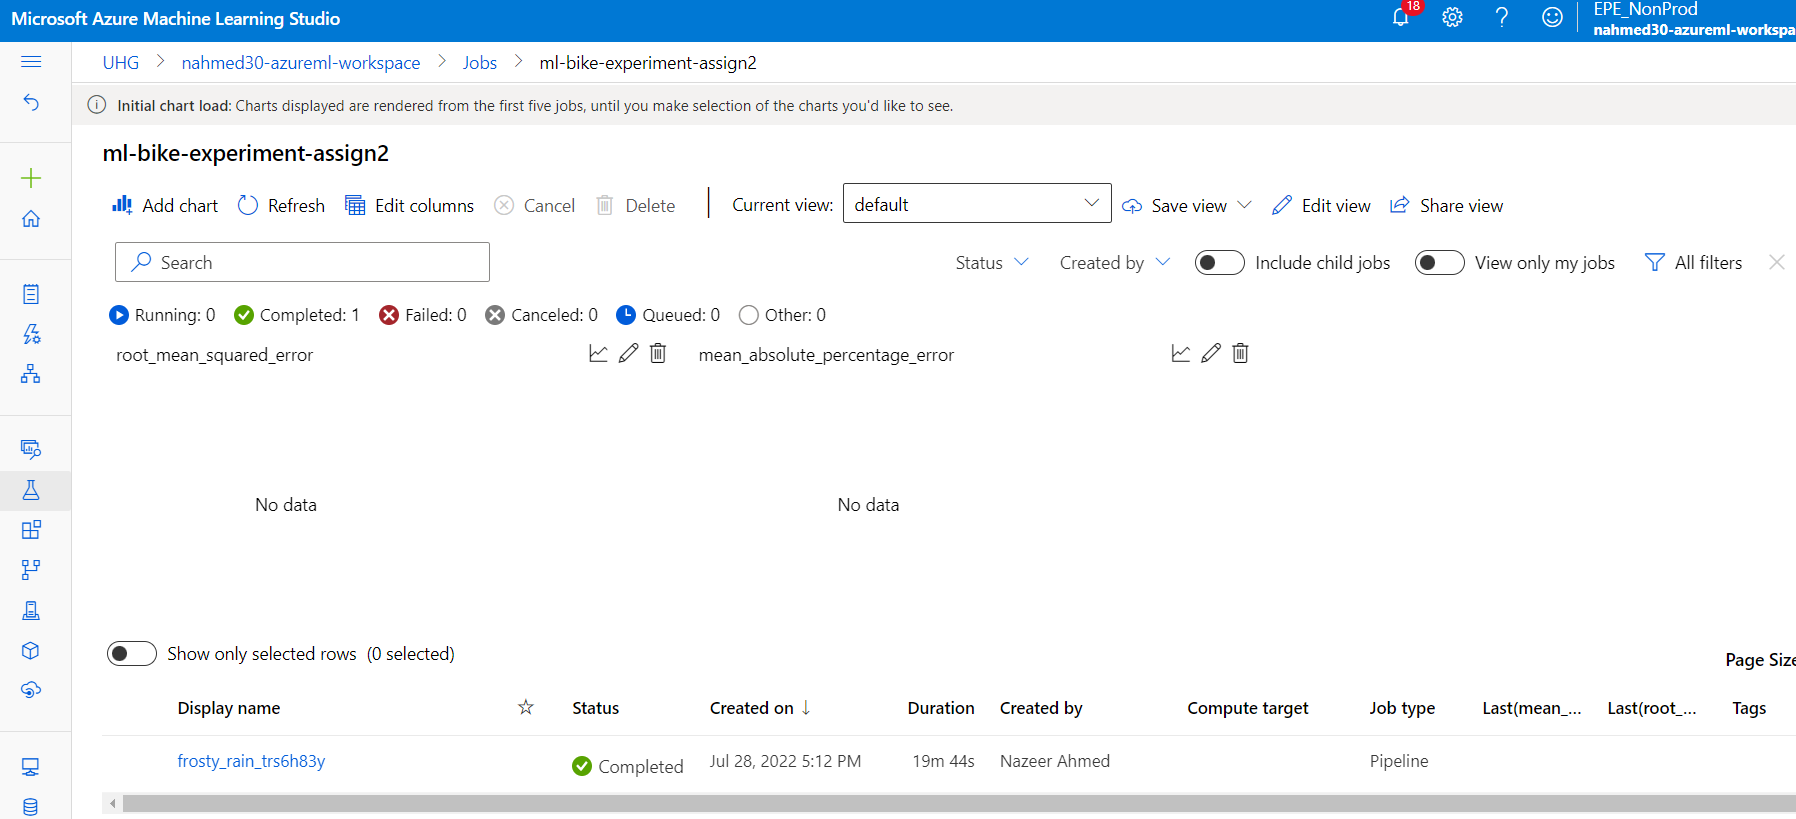 Microsoft Azure Machine Learning Studio
18
EPE_NonProd
nahmed30-azureml-workspa
UHG > nahmed30-azureml-workspace > Jobs > ml-bike-experiment-assign2
Initial chart load: Charts displayed are rendered from the first five jobs, until you make selection of the charts you'd like to see.
ml-bike-experiment-assign2
Add chart Refresh Edit columns Cancel Delete Current view: default Save view Edit view Share view
Search Status Created by Include child jobs View only my jobs All filters
Running: 0 Completed: 1 Failed: 0 Canceled: 0 Queued: 0 Other: 0
root_mean_squared_error mean_absolute_percentage_error
No data No data
Show only selected rows (0 selected)
Page Size
Display name Status Created on ↓ Duration Created by Compute target Job type Last(mean_... Last(root_... Tags
frosty_rain_trs6h83y Completed Jul 28, 2022 5:12 PM 19m 44s Nazeer Ahmed Pipeline